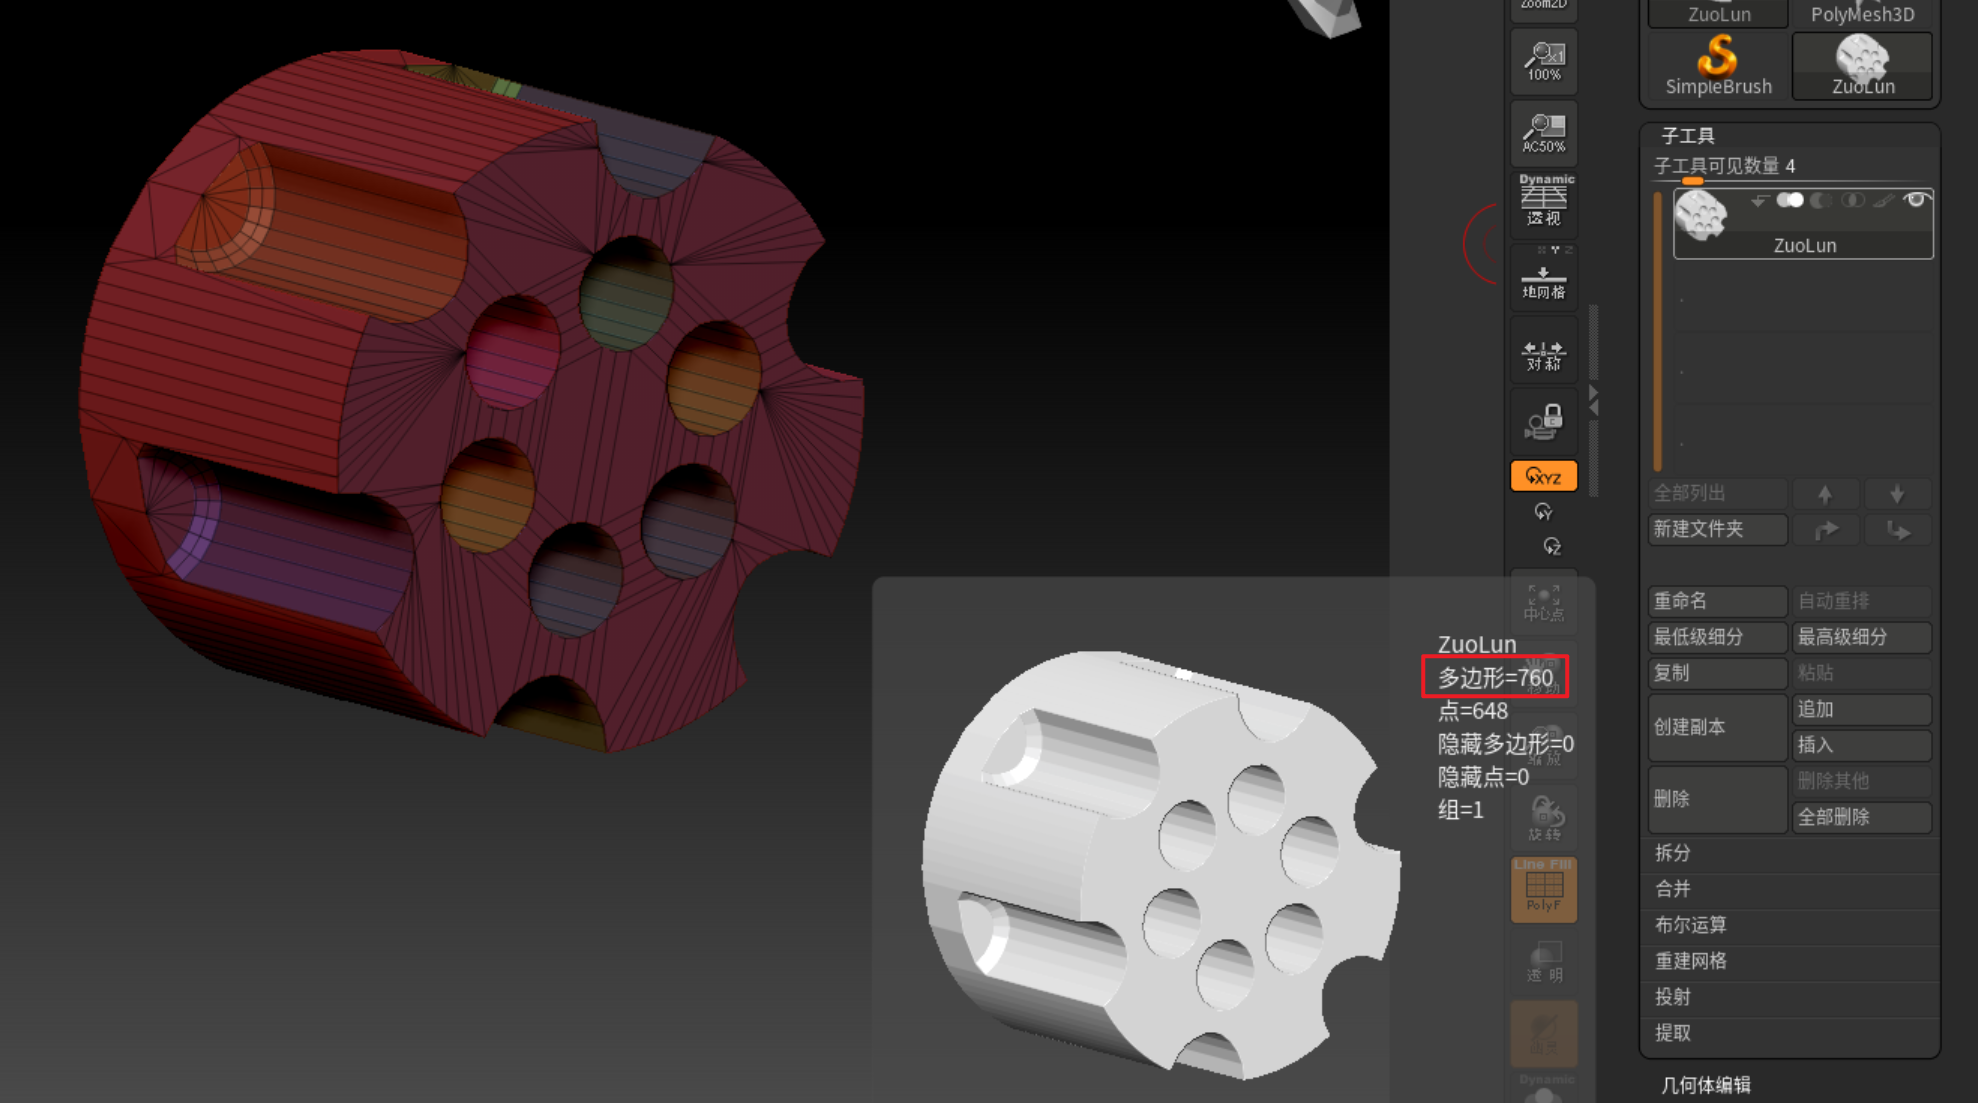 Zoom2D
100%
AC50%
Dynamic
透视
X Y Z
地网格
对称
XYZ
Y
Z
中心点
移动
缩放
旋转
Line Fill
PolyF
透明
Dynamic
ZuoLun
多边形=760
点=648
隐藏多边形=0
隐藏点=0
组=1
ZuoLun
PolyMesh3D
SimpleBrush
ZuoLun
子工具
子工具可见数量 4
ZuoLun
全部列出
新建文件夹
重命名
自动重排
最低级细分
最高级细分
复制
粘贴
创建副本
追加
插入
删除
删除其他
全部删除
拆分
合并
布尔运算
重建网格
投射
提取
几何体编辑